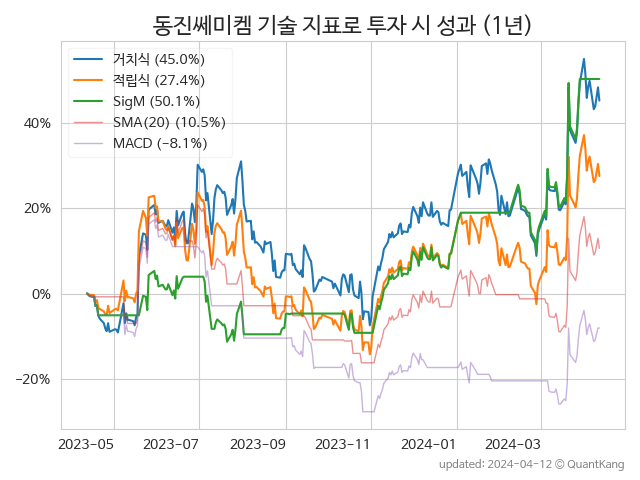 동진쎄미켐 기술 지표로 투자 시 성과 (1년)
거치식 (45.0%)
적립식 (27.4%)
SigM (50.1%)
SMA(20) (10.5%)
MACD (−8.1%)
40%
20%
0%
−20%
2023−05
2023−07
2023−09
2023−11
2024−01
2024−03
updated: 2024−04−12 © QuantKang